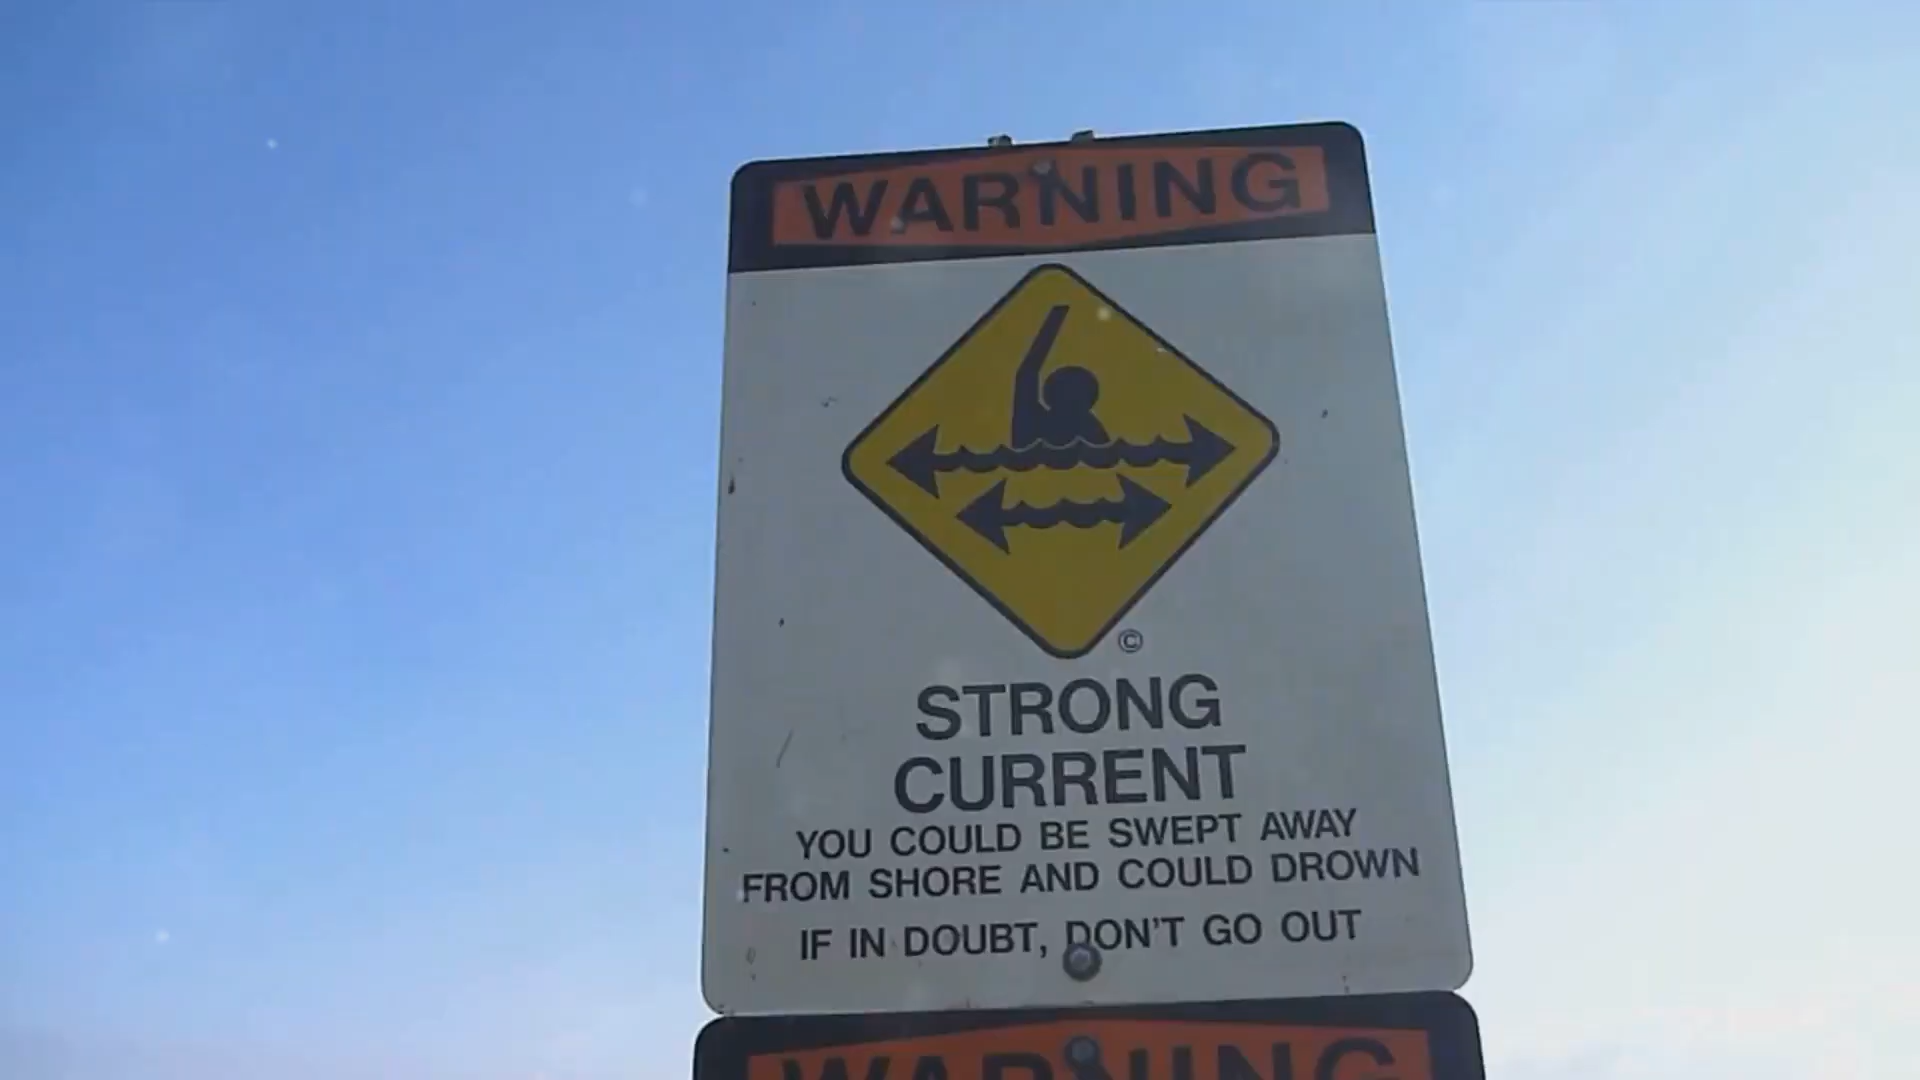 WARNING
©
STRONG
CURRENT
YOU COULD BE SWEPT AWAY
FROM SHORE AND COULD DROWN
IF IN DOUBT, DON'T GO OUT
WARNING